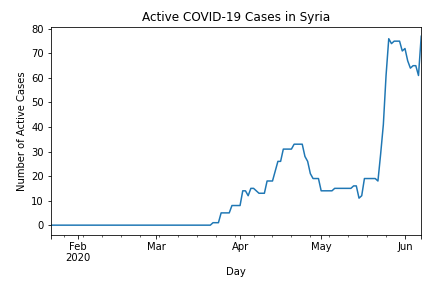 Active COVID-19 Cases in Syria
Number of Active Cases
80
70
60
50
40
30
20
10
0
Feb
2020
Mar
Apr
May
Jun
Day